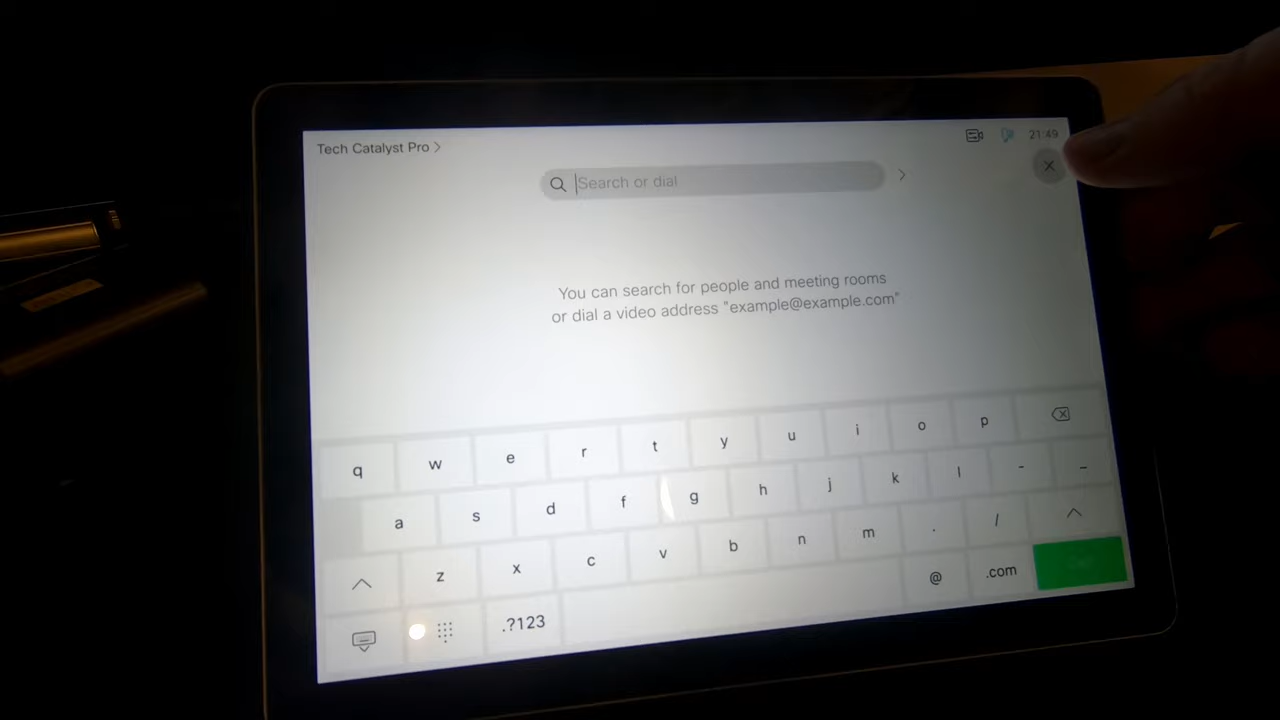 Tech Catalyst Pro
21:49
Search or dial
You can search for people and meeting rooms
or dial a video address "example@example.com"
q w e r t y u i o p
a s d f g h j k l - _
z x c v b n m . /
.?123 @ .com